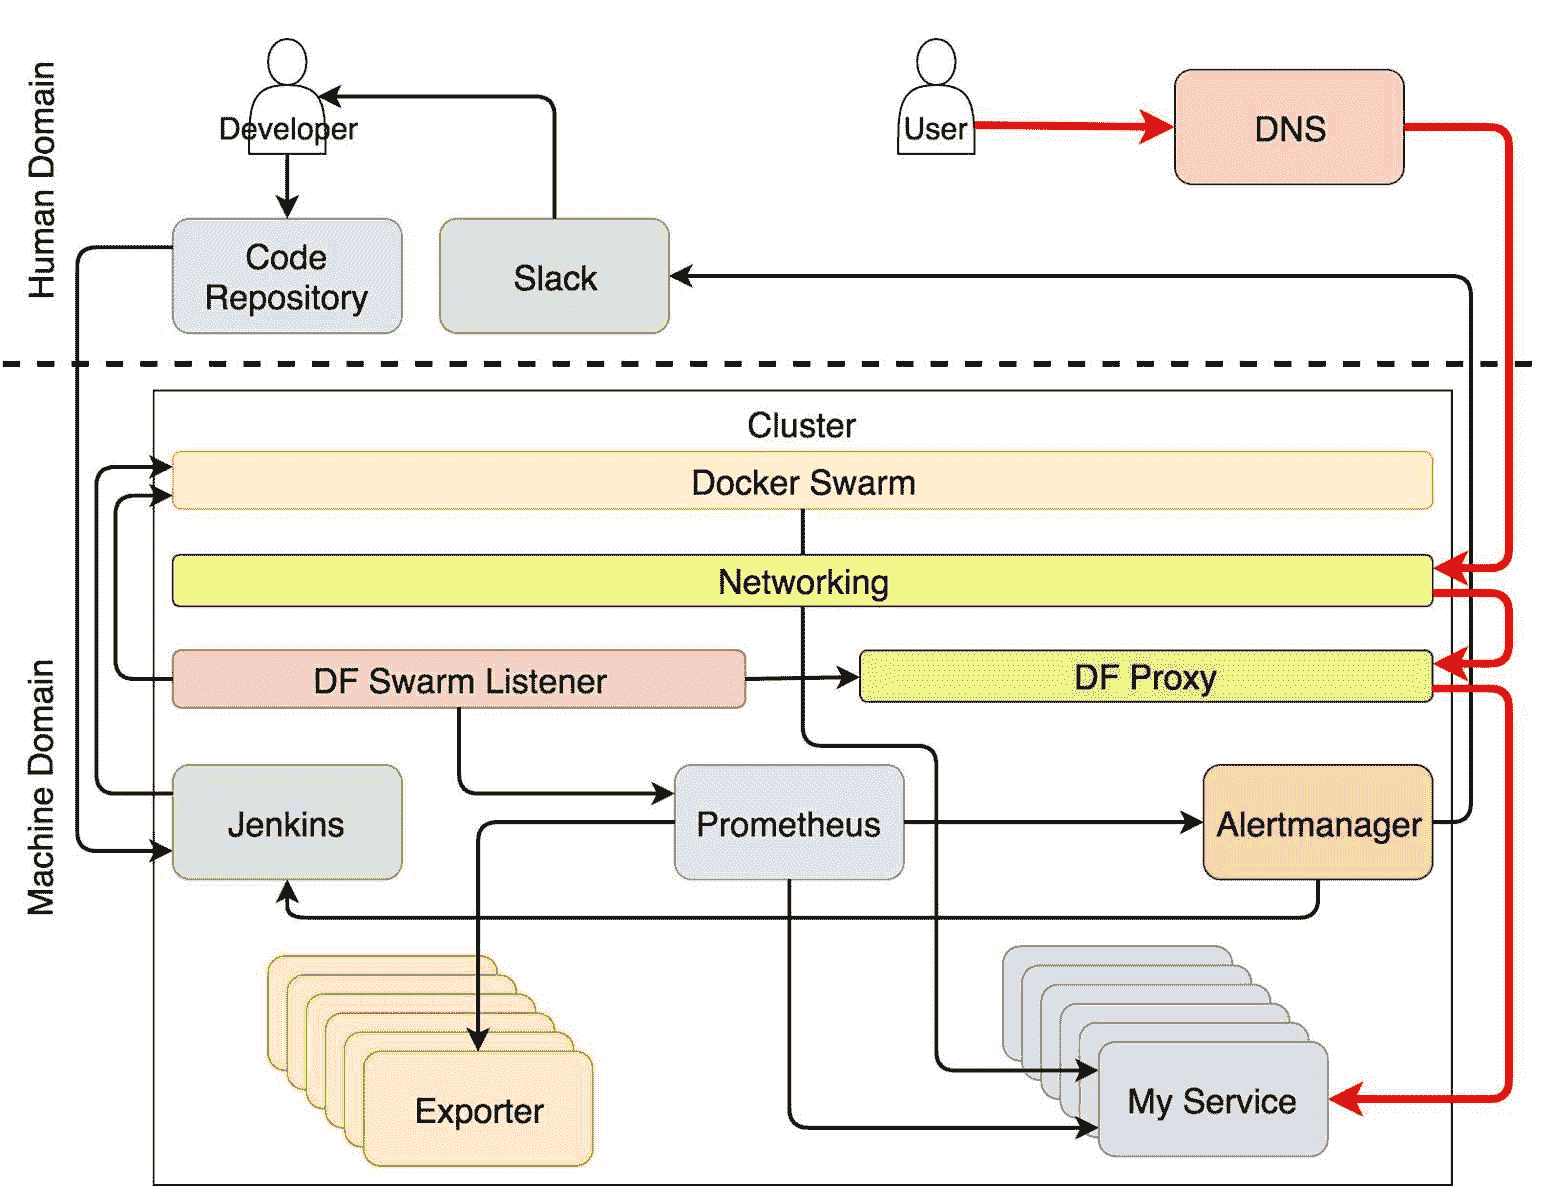 Human Domain
Developer
User
DNS
Code
Repository
Slack
Machine Domain
Cluster
Docker Swarm
Networking
DF Swarm Listener
DF Proxy
Jenkins
Prometheus
Alertmanager
Exporter
My Service